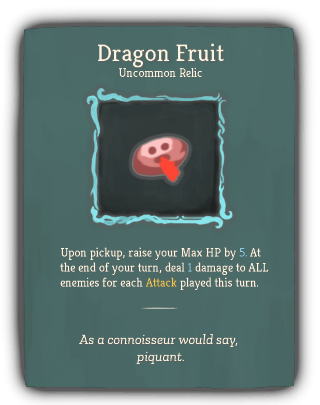 Dragon Fruit
Uncommon Relic
Upon pickup, raise your Max HP by 5. At
the end of your turn, deal 1 damage to ALL
enemies for each Attack played this turn.
As a connoisseur would say,
piquant.